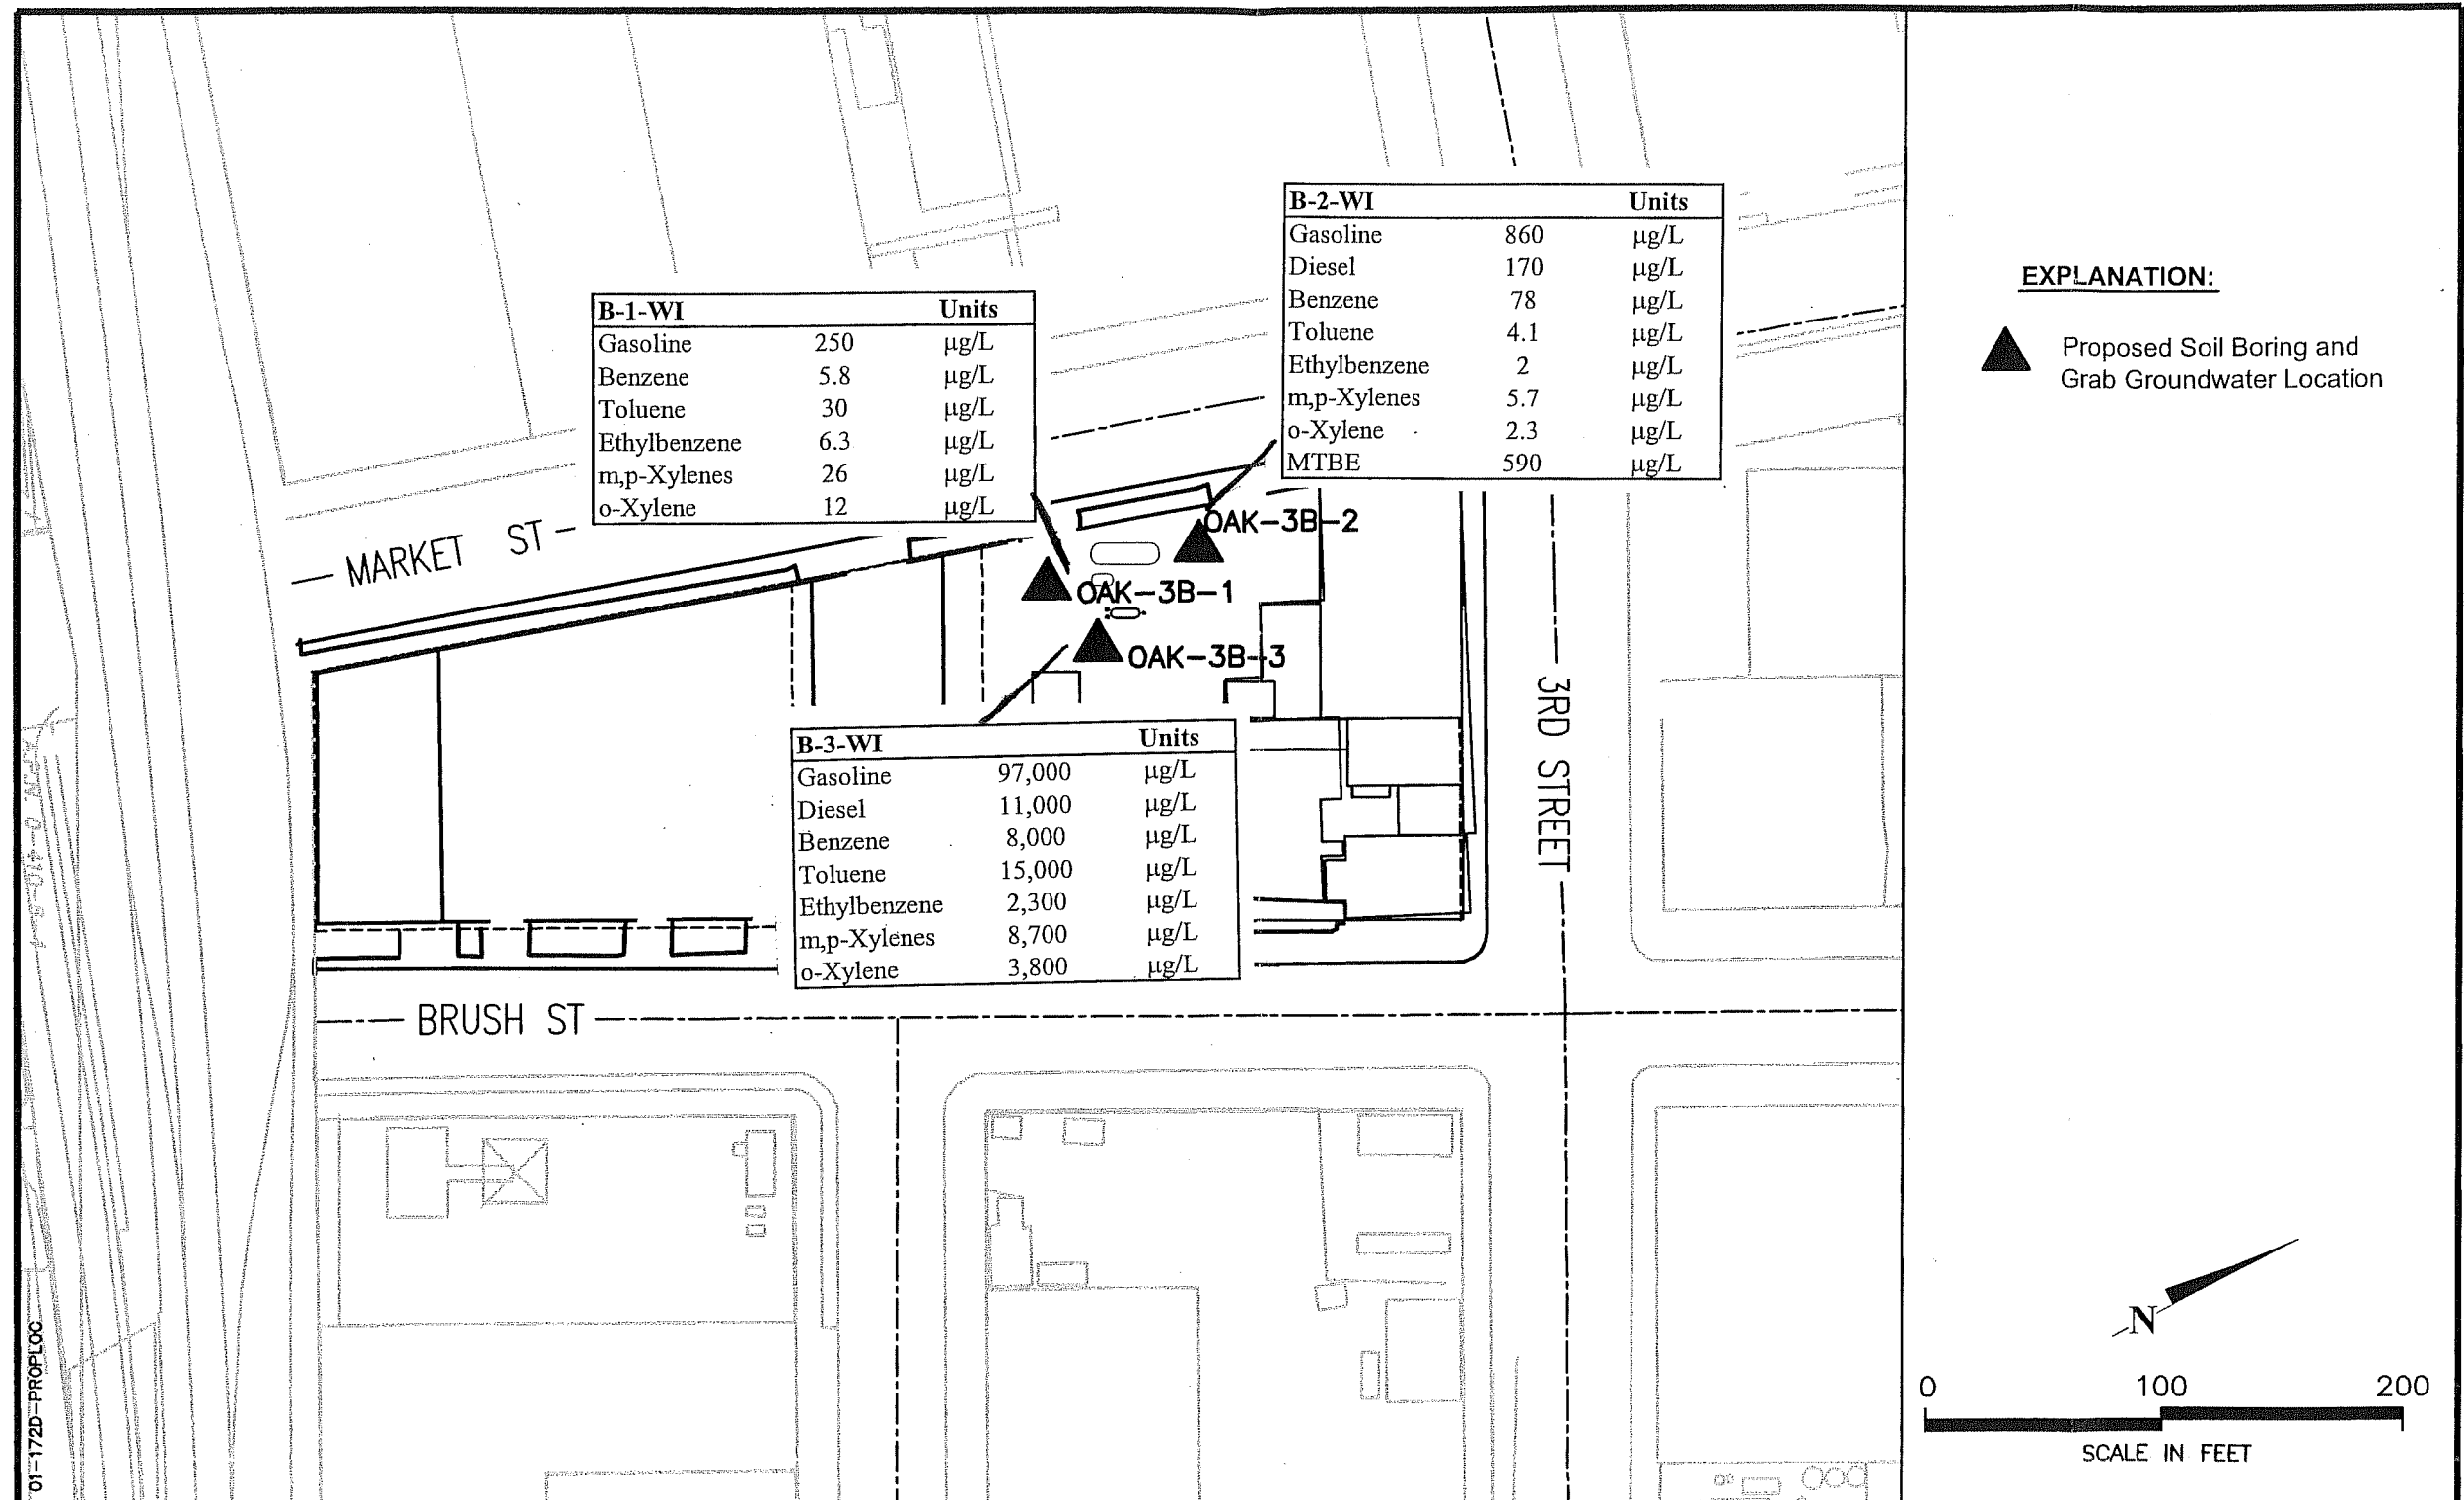 B-2-WI Units
Gasoline 860 µg/L
Diesel 170 µg/L
Benzene 78 µg/L
Toluene 4.1 µg/L
Ethylbenzene 2 µg/L
m,p-Xylenes 5.7 µg/L
o-Xylene 2.3 µg/L
MTBE 590 µg/L
EXPLANATION:
Proposed Soil Boring and
Grab Groundwater Location
B-1-WI Units
Gasoline 250 µg/L
Benzene 5.8 µg/L
Toluene 30 µg/L
Ethylbenzene 6.3 µg/L
m,p-Xylenes 26 µg/L
o-Xylene 12 µg/L
MARKET ST
OAK-3B-2
OAK-3B-1
OAK-3B-3
3RD STREET
B-3-WI Units
Gasoline 97,000 µg/L
Diesel 11,000 µg/L
Benzene 8,000 µg/L
Toluene 15,000 µg/L
Ethylbenzene 2,300 µg/L
m,p-Xylenes 8,700 µg/L
o-Xylene 3,800 µg/L
BRUSH ST
N
0 100 200
SCALE IN FEET
01-172D-PROPLOC